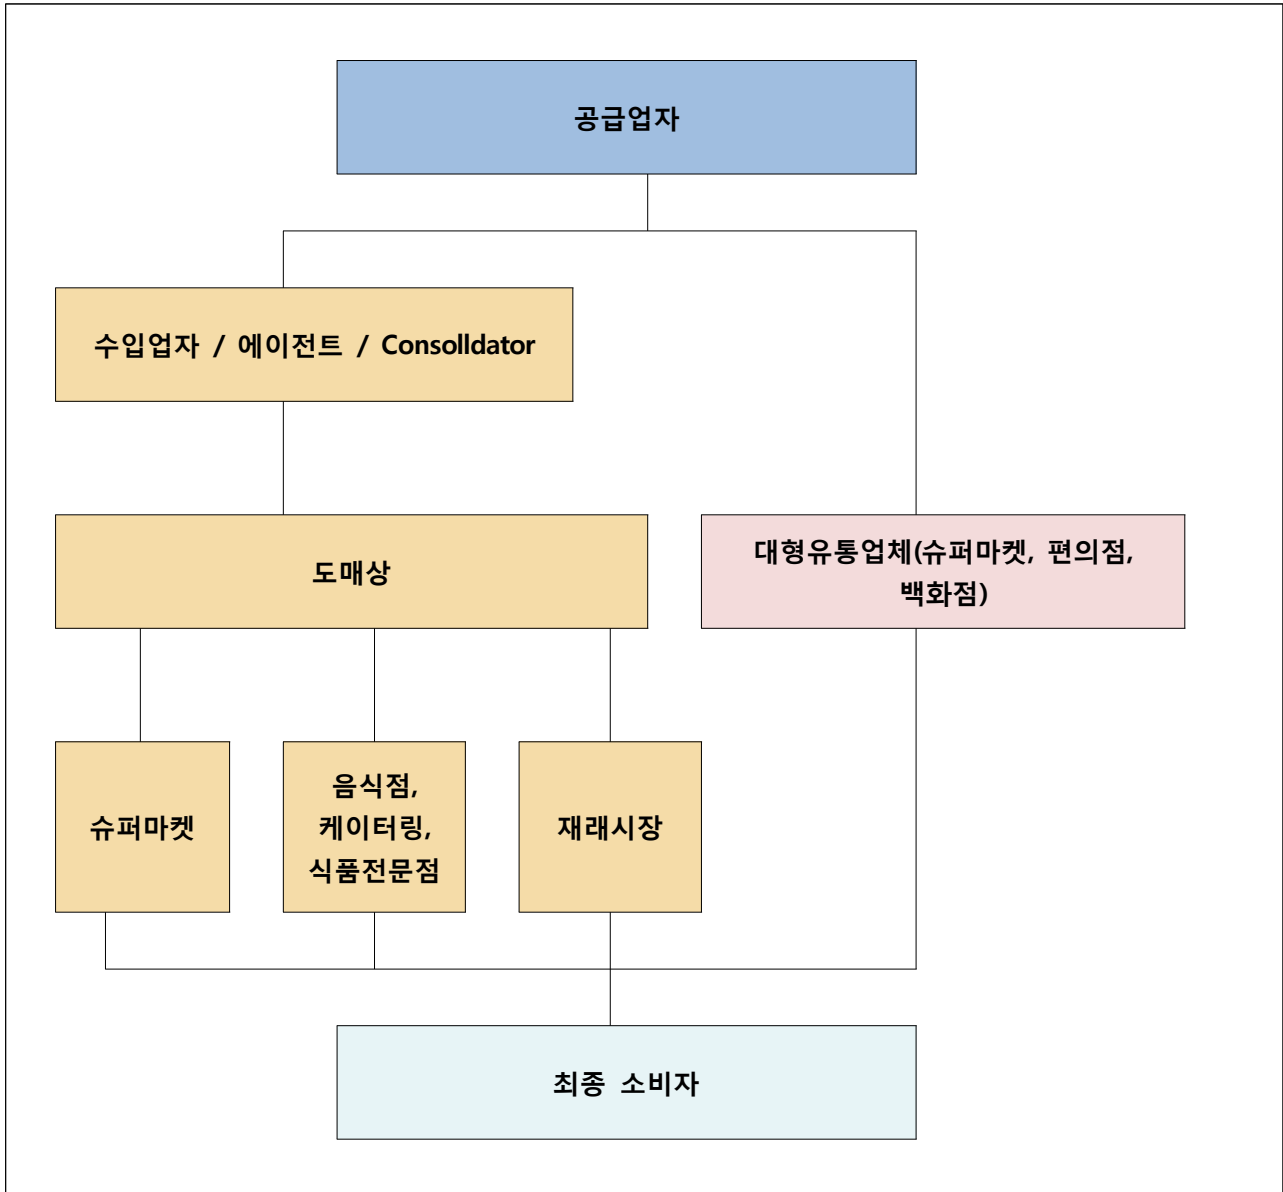 공급업자
수입업자 / 에이전트 / Consolldator
도매상
대형유통업체(슈퍼마켓, 편의점,
백화점)
슈퍼마켓
음식점,
케이터링,
식품전문점
재래시장
최종 소비자